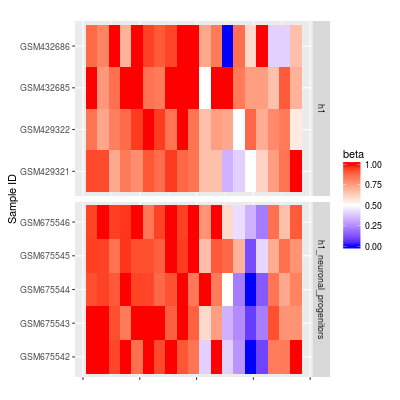 Sample ID
GSM432686
GSM432685
GSM429322
GSM429321
h1
GSM675546
GSM675545
GSM675544
GSM675543
GSM675542
h1_neuronal_progenitors
beta
1.00
0.75
0.50
0.25
0.00